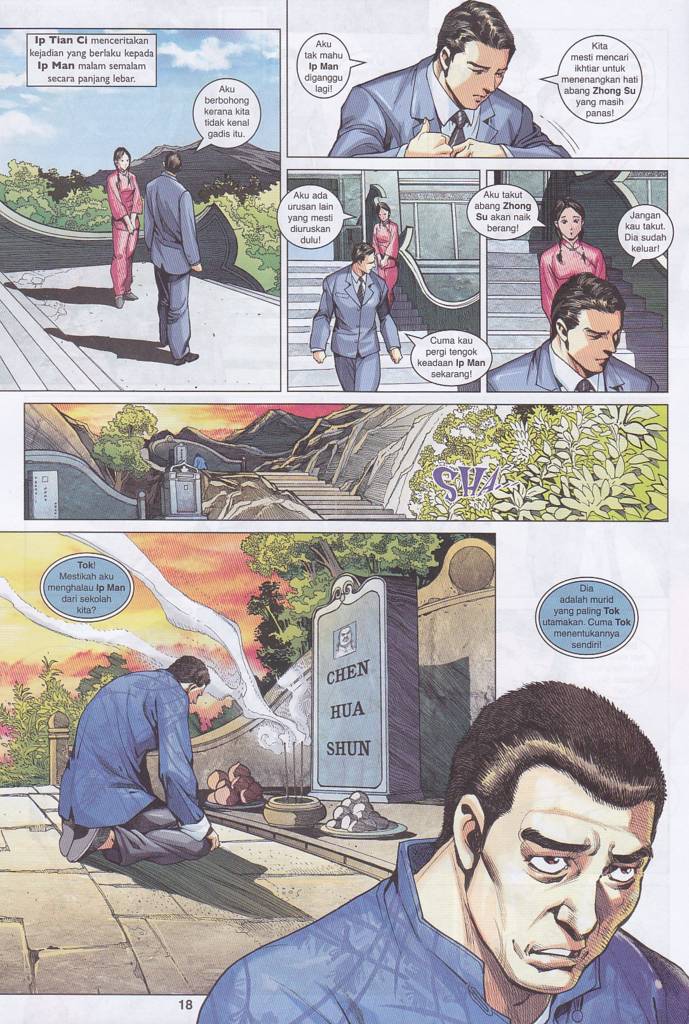 Ip Tian Ci menceritakan
kejadian yang berlaku kepada
Ip Man malam semalam
secara panjang lebar.
Aku
berbohong
kerana kita
tidak kenal
gadis itu.
Aku
tak mahu
Ip Man
diganggu
lagi!
Kita
mesti mencari
ikhtiar untuk
menenangkan hati
abang Zhong Su
yang masih
panas!
Aku ada
urusan lain
yang mesti
diuruskan
dulu!
Cuma kau
pergi tengok
keadaan Ip Man
sekarang!
Aku takut
abang Zhong
Su akan naik
berang!
Jangan
kau takut.
Dia sudah
keluar!
SHA
Tok!
Mestikah aku
menghalau Ip Man
dari sekolah
kita?
CHEN
HUA
SHUN
Dia
adalah murid
yang paling Tok
utamakan. Cuma Tok
menentukannya
sendiri!
18